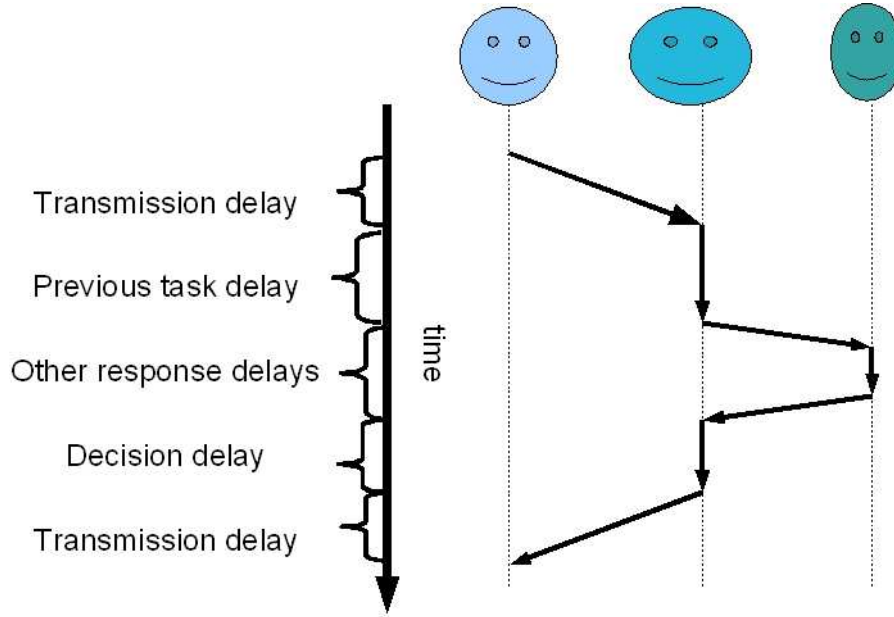 Transmission delay
Previous task delay
Other response delays
Decision delay
Transmission delay
time